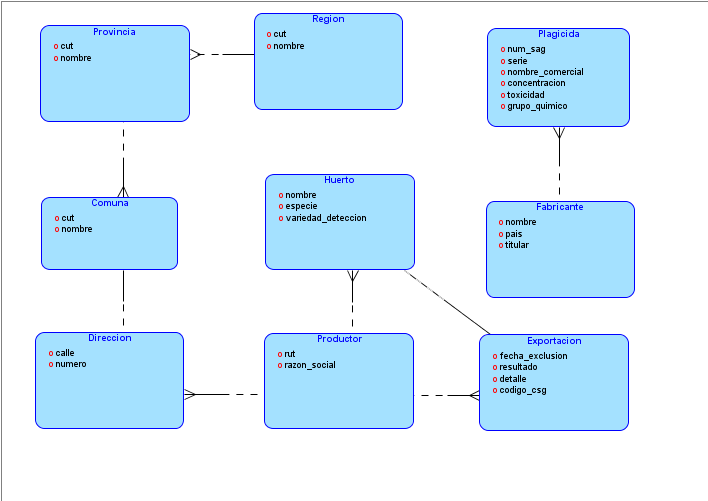 Provincia
cut
nombre
Region
cut
nombre
Plagicida
num_sag
serie
nombre_comercial
concentracion
toxicidad
grupo_quimico
Comuna
cut
nombre
Huerto
nombre
especie
variedad_deteccion
Fabricante
nombre
pais
titular
Direccion
calle
numero
Productor
rut
razon_social
Exportacion
fecha_exclusion
resultado
detalle
codigo_csg